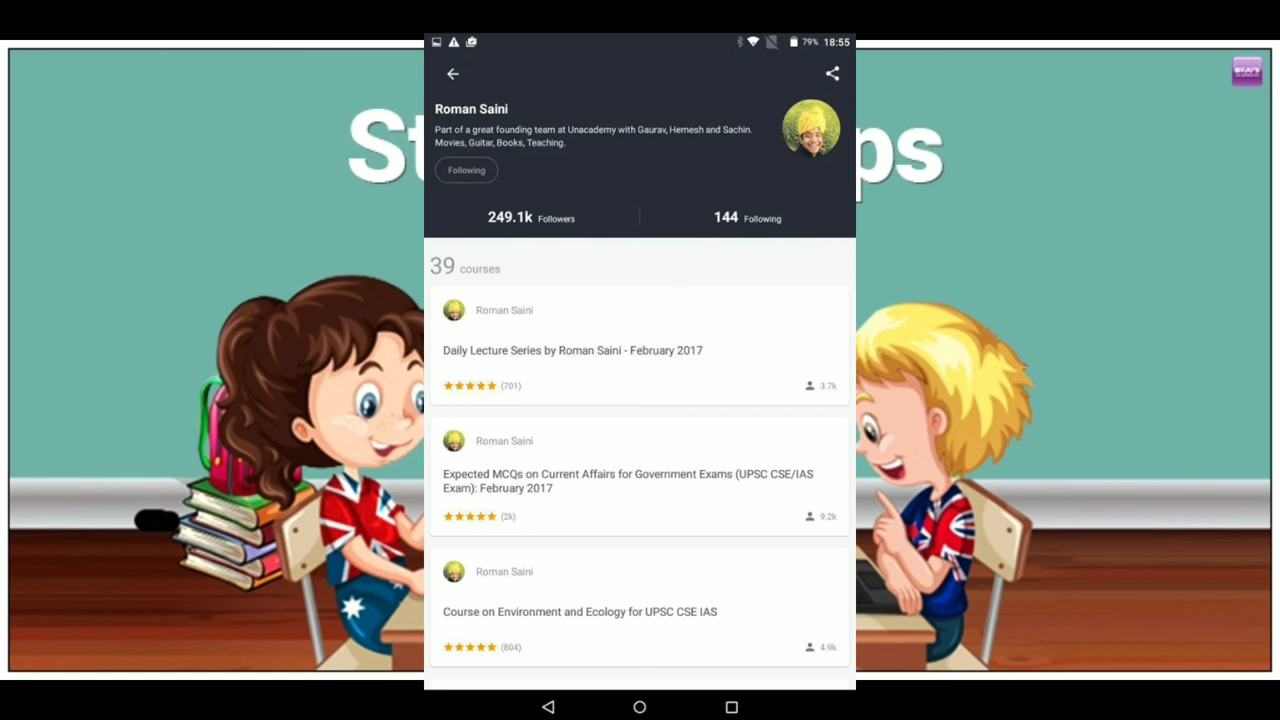 79% 18:55
St
ps
Roman Saini
Part of a great founding team at Unacademy with Gaurav, Hemesh and Sachin.
Movies, Guitar, Books, Teaching.
Following
249.1k Followers
144 Following
39 courses
Roman Saini
Daily Lecture Series by Roman Saini - February 2017
(701)
3.7k
Roman Saini
Expected MCQs on Current Affairs for Government Exams (UPSC CSE/IAS
Exam): February 2017
(2k)
9.2k
Roman Saini
Course on Environment and Ecology for UPSC CSE IAS
(804)
4.9k